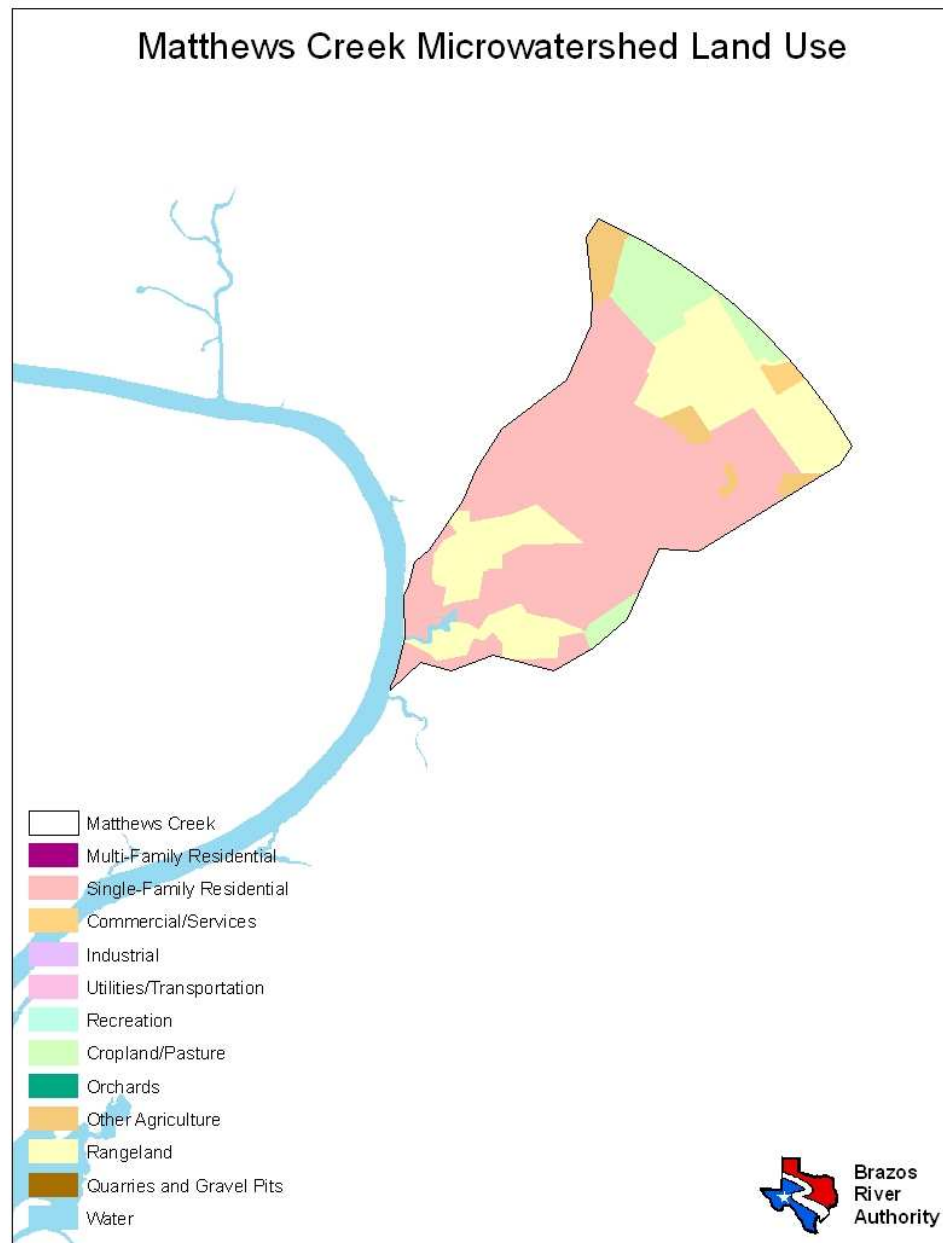 Matthews Creek Microwatershed Land Use
Matthews Creek
Multi-Family Residential
Single-Family Residential
Commercial/Services
Industrial
Utilities/Transportation
Recreation
Cropland/Pasture
Orchards
Other Agriculture
Rangeland
Quarries and Gravel Pits
Water
Brazos
River
Authority